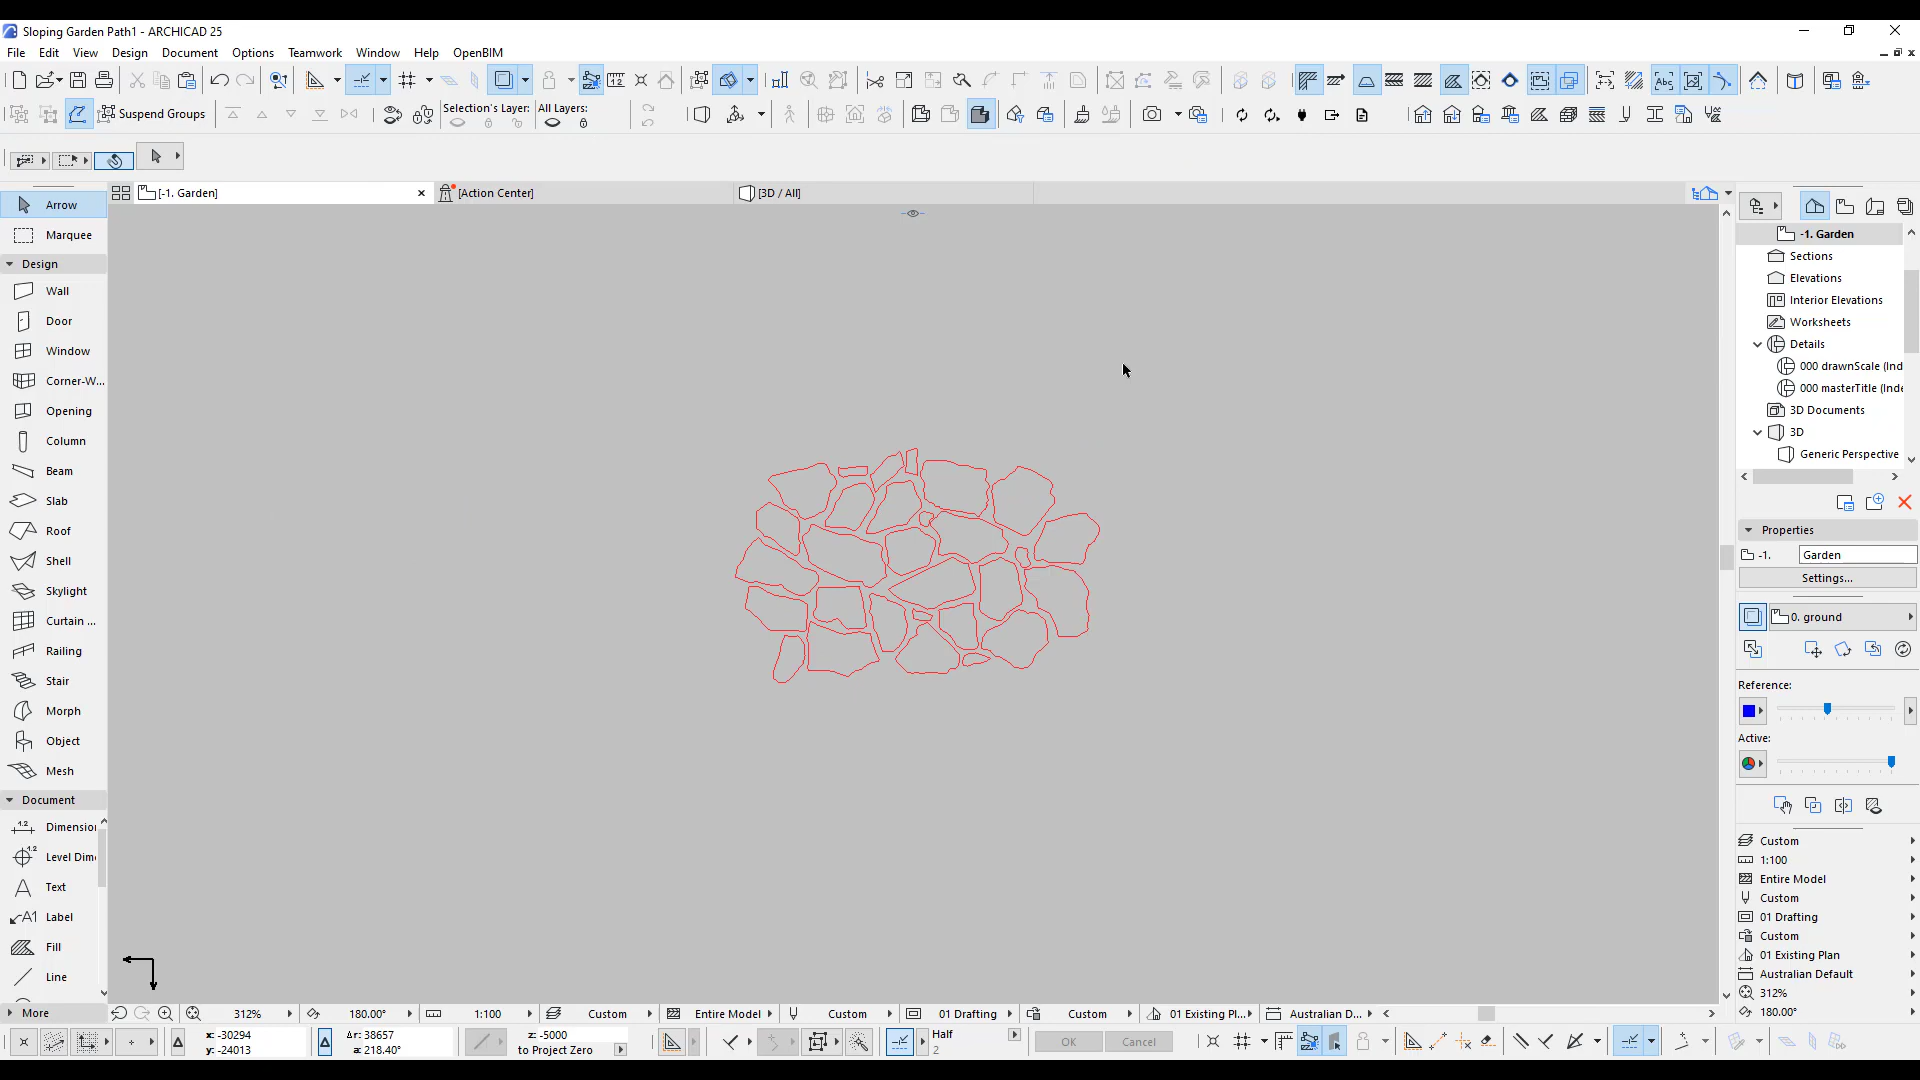 Sloping Garden Path1 - ARCHICAD 25
File Edit View Design Document Options Teamwork Window Help OpenBIM
Suspend Groups
Selection's Layer:
All Layers:
[-1. Garden]
[Action Center]
[3D / All]
Arrow
Marquee
Design
Wall
Door
Window
Corner-W...
Opening
Column
Beam
Slab
Roof
Shell
Skylight
Curtain ...
Railing
Stair
Morph
Object
Mesh
Document
Dimension
Level Dim
Text
Label
Fill
Line
More
-1. Garden
Sections
Elevations
Interior Elevations
Worksheets
Details
000 drawnScale (Ind
000 masterTitle (Inde
3D Documents
3D
Generic Perspective
Properties
-1. Garden
Settings...
0. ground
Reference:
Active:
Custom
1:100
Entire Model
Custom
01 Drafting
Custom
01 Existing Plan
Australian Default
312%
180.00°
312% 180.00° 1:100 Custom Entire Model Custom 01 Drafting Custom 01 Existing Pl... Australian D...
x: -30294
y: -24013
Δr: 38657
a: 218.40°
z: -5000
to Project Zero
Half
2
OK
Cancel